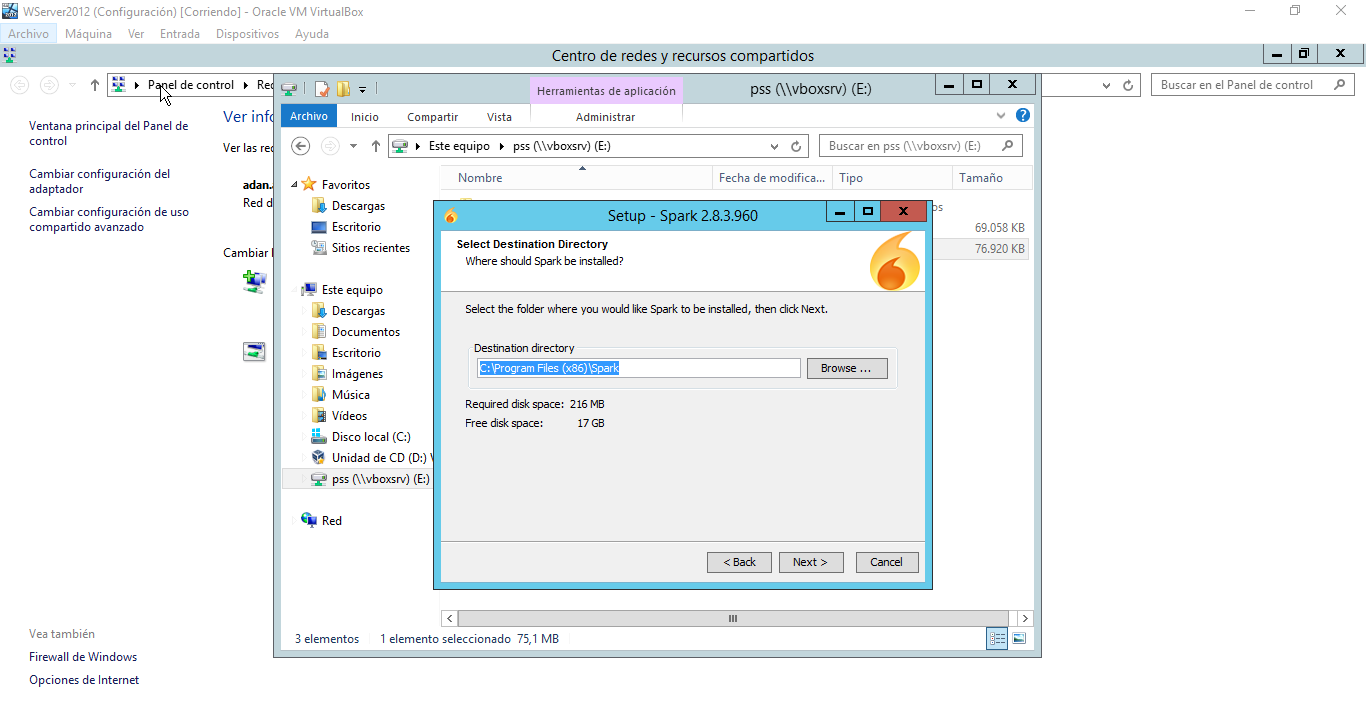 WServer2012 (Configuración) [Corriendo] - Oracle VM VirtualBox
Archivo Máquina Ver Entrada Dispositivos Ayuda
Centro de redes y recursos compartidos
Panel de control
Buscar en el Panel de control
Ventana principal del Panel de
control
Cambiar configuración del
adaptador
Cambiar configuración de uso
compartido avanzado
Ver info
Ver las rec
adan.
Red d
Cambiar
Vea también
Firewall de Windows
Opciones de Internet
Herramientas de aplicación pss (\\vboxsrv) (E:)
Archivo Inicio Compartir Vista Administrar
Este equipo pss (\\vboxsrv) (E:) Buscar en pss (\\vboxsrv) (E:)
Favoritos
Descargas
Escritorio
Sitios recientes
Este equipo
Descargas
Documentos
Escritorio
Imágenes
Música
Vídeos
Disco local (C:)
Unidad de CD (D:)
pss (\\vboxsrv) (E:)
Red
Nombre Fecha de modifica... Tipo Tamaño
os
69.058 KB
76.920 KB
3 elementos 1 elemento seleccionado 75,1 MB
Setup - Spark 2.8.3.960
Select Destination Directory
Where should Spark be installed?
Select the folder where you would like Spark to be installed, then click Next.
Destination directory
C:\Program Files (x86)\Spark Browse ...
Required disk space: 216 MB
Free disk space: 17 GB
< Back Next > Cancel